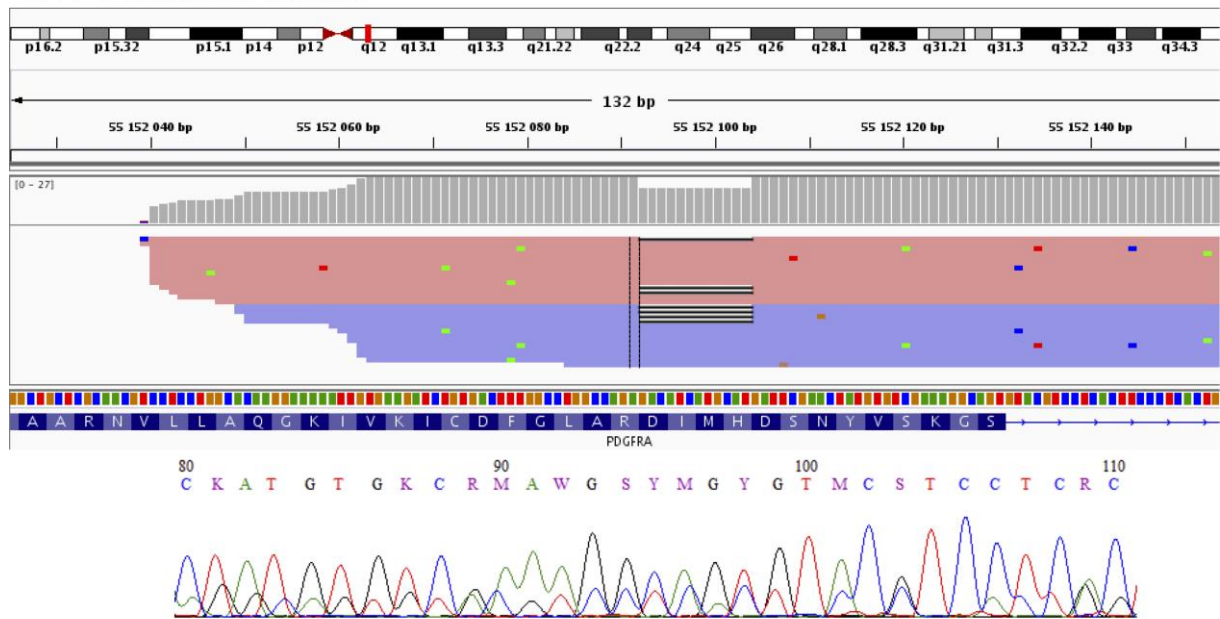 p16.2 p15.32 p15.1 p14 p12 q12 q13.1 q13.3 q21.22 q22.2 q24 q25 q26 q28.1 q28.3 q31.21 q31.3 q32.2 q33 q34.3
132 bp
55 152 040 bp 55 152 060 bp 55 152 080 bp 55 152 100 bp 55 152 120 bp 55 152 140 bp
[0 - 27]
A A R N V L L A Q G K I V K I C D F G L A R D I M H D S N Y V S K G S
PDGFRA
80 90 100 110
C K A T G T G K C R M A W G S Y M G Y G T M C S T C C T C R C